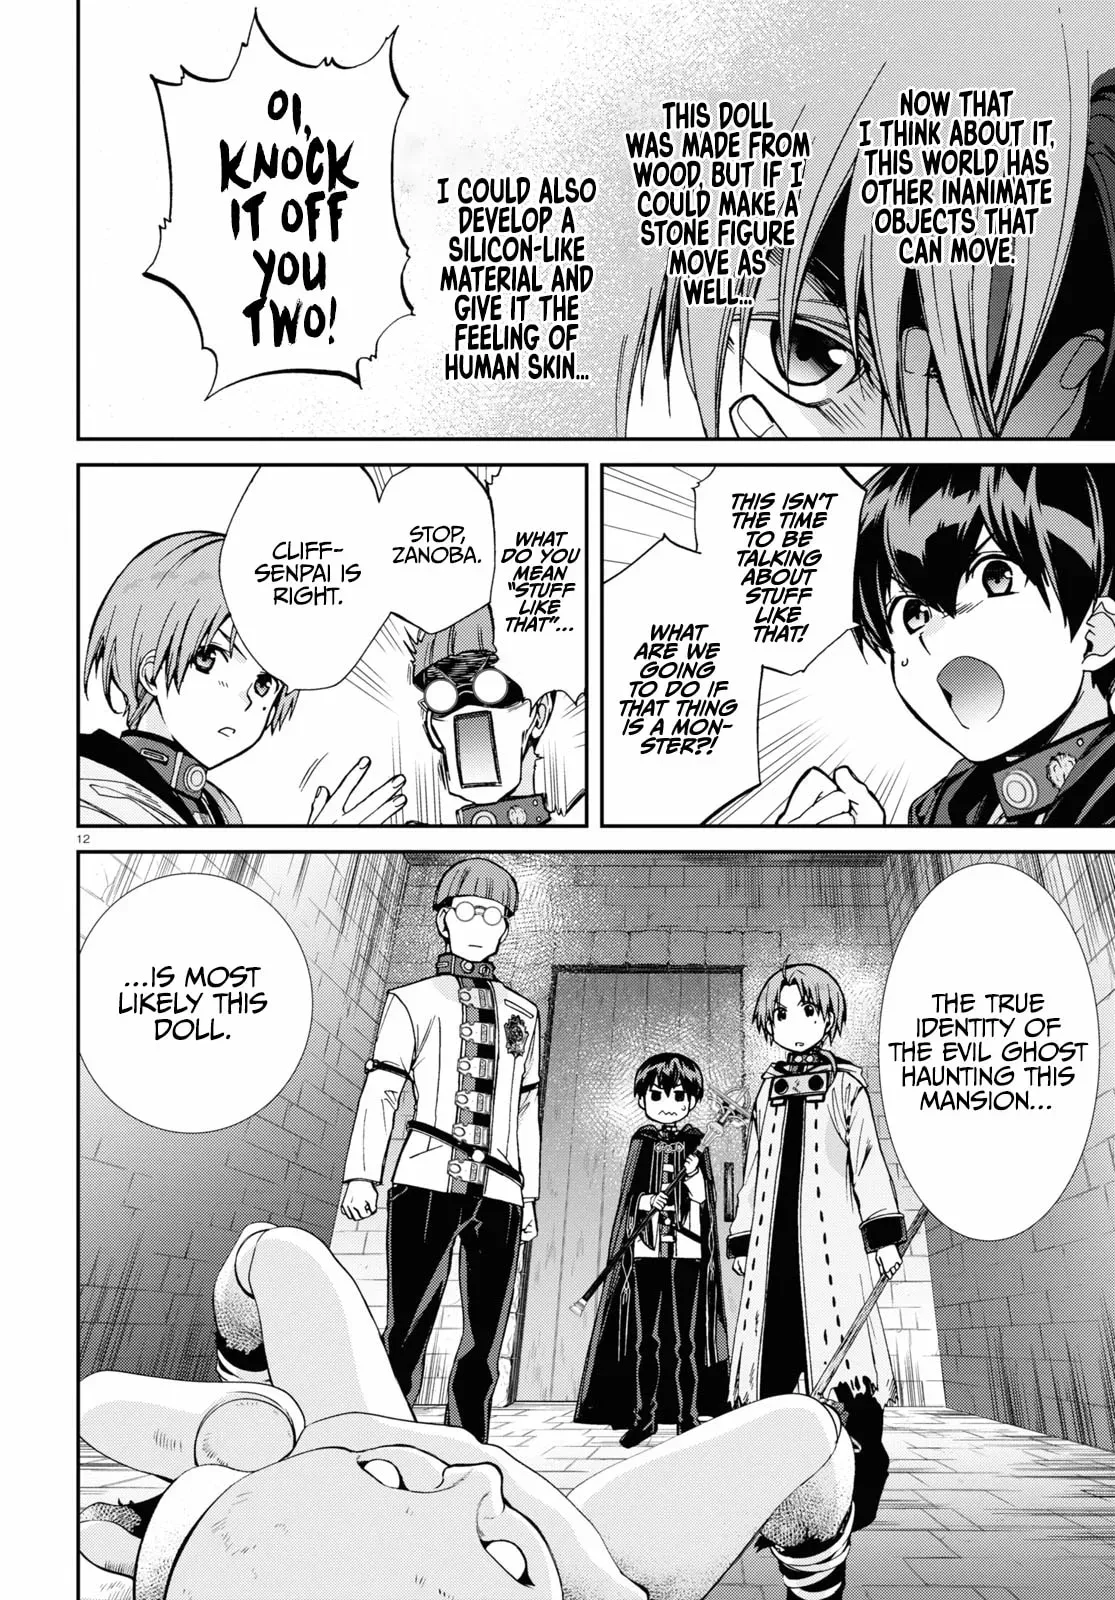 NOW THAT
I THINK ABOUT IT,
THIS WORLD HAS
OTHER INANIMATE
OBJECTS THAT
CAN MOVE.
THIS DOLL
WAS MADE FROM
WOOD, BUT IF I
COULD MAKE A
STONE FIGURE
MOVE AS
WELL...
I COULD ALSO
DEVELOP A
SILICON-LIKE
MATERIAL AND
GIVE IT THE
FEELING OF
HUMAN SKIN...
OI,
KNOCK
IT OFF
YOU
TWO!
THIS ISN'T
THE TIME
TO BE
TALKING
ABOUT
STUFF
LIKE
THAT!
WHAT
ARE WE
GOING
TO DO IF
THAT THING
IS A MON-
STER?!
WHAT
DO YOU
MEAN
"STUFF
LIKE
THAT"...
STOP,
ZANOBA.
CLIFF-
SENPAI IS
RIGHT.
12
THE TRUE
IDENTITY OF
THE EVIL GHOST
HAUNTING THIS
MANSION...
...IS MOST
LIKELY THIS
DOLL.